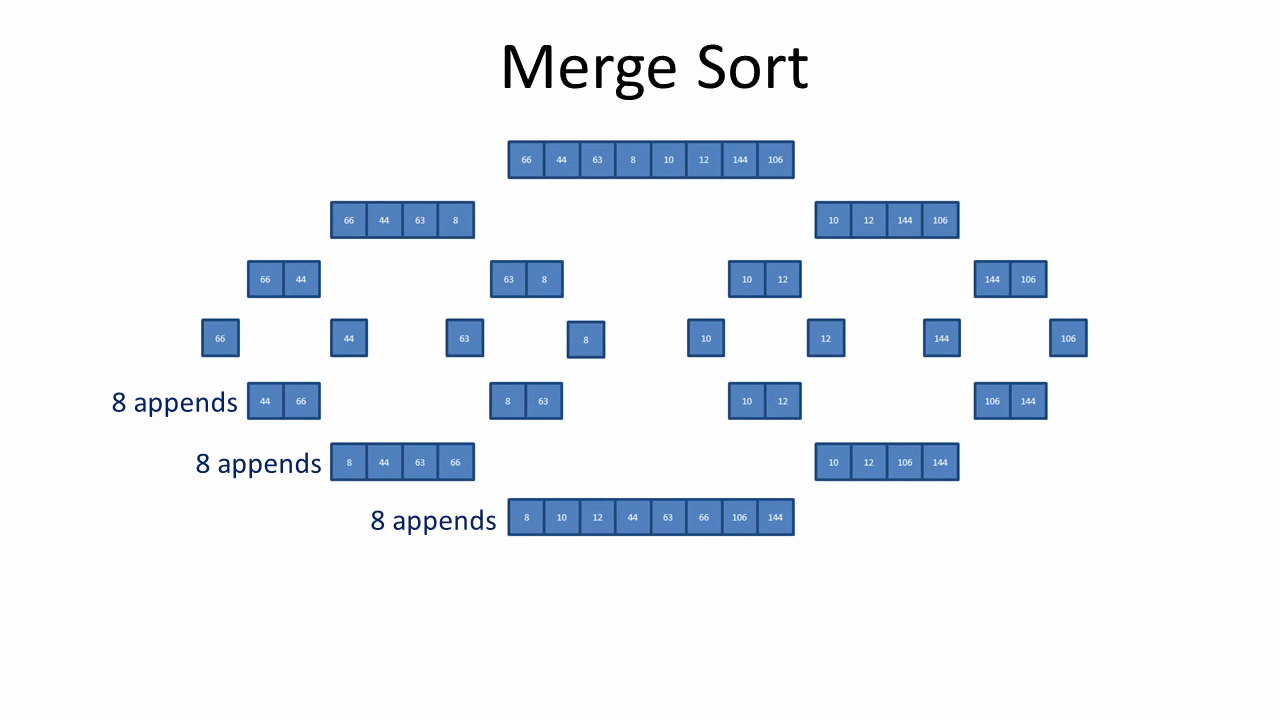 Merge Sort
66 44 63 8 10 12 144 106
66 44 63 8 10 12 144 106
66 44 63 8 10 12 144 106
66 44 63 8 10 12 144 106
8 appends 44 66 8 63 10 12 106 144
8 appends 8 44 63 66 10 12 106 144
8 appends 8 10 12 44 63 66 106 144